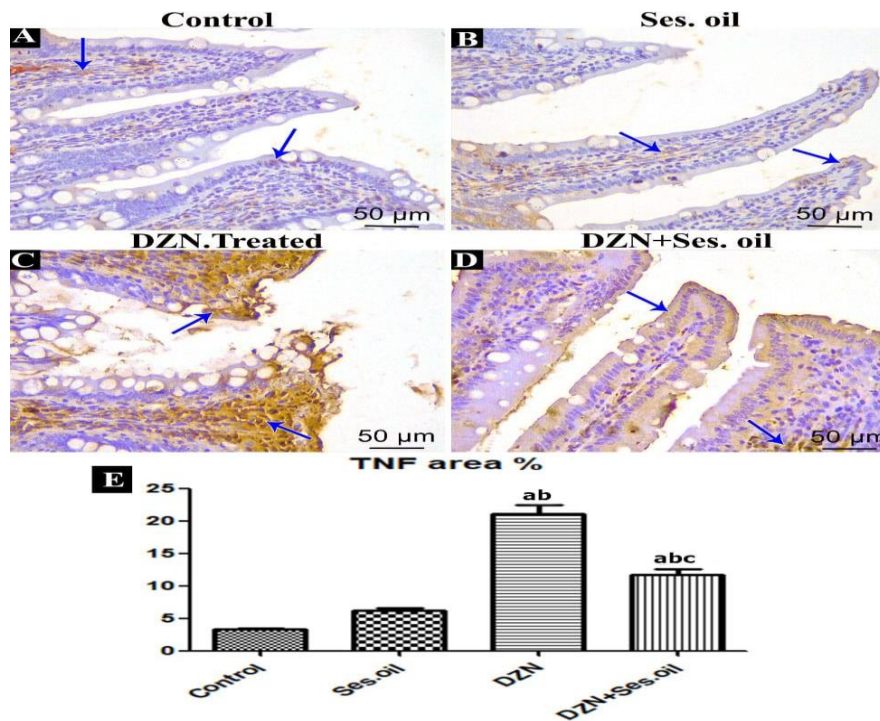 Control
Ses. oil
A
B
50 µm
50 µm
DZN.Treated
DZN+Ses. oil
C
D
50 µm
50 µm
TNF area %
E
25
20
15
10
5
0
ab
abc
Control
Ses.oil
DZN
DZN+Ses.oil